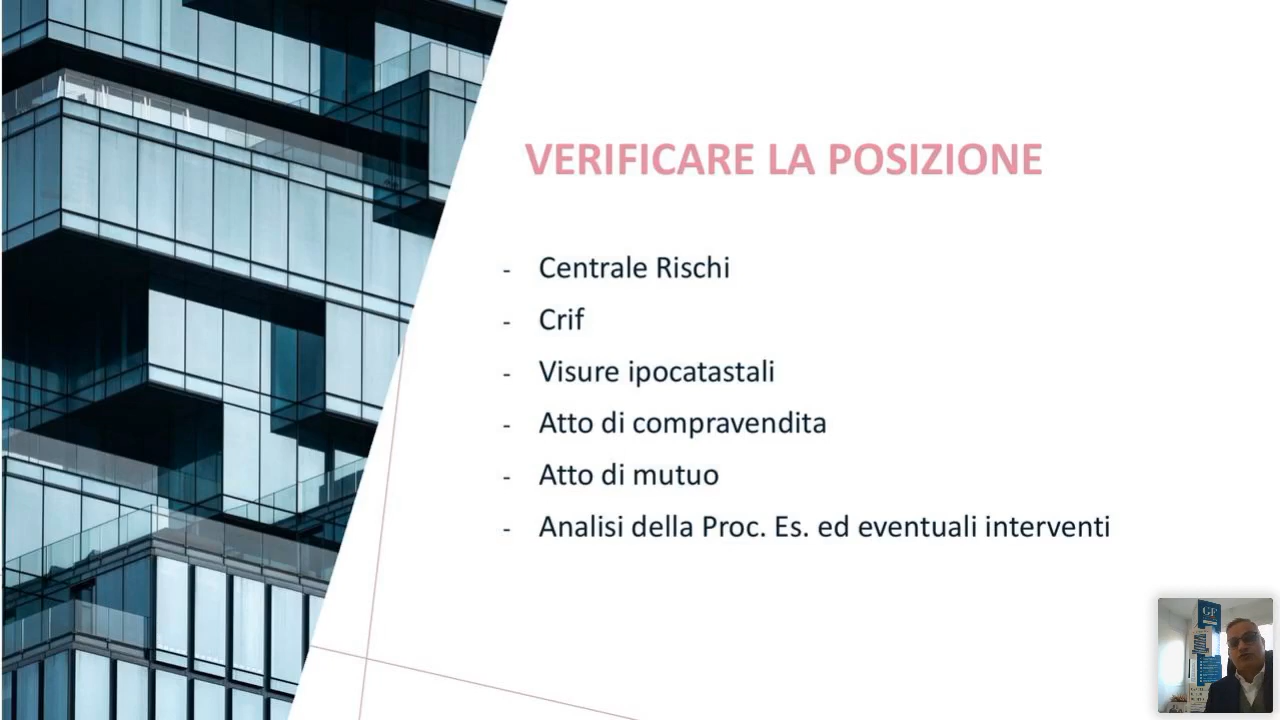 VERIFICARE LA POSIZIONE
- Centrale Rischi
- Crif
- Visure ipocatastali
- Atto di compravendita
- Atto di mutuo
- Analisi della Proc. Es. ed eventuali interventi
GF